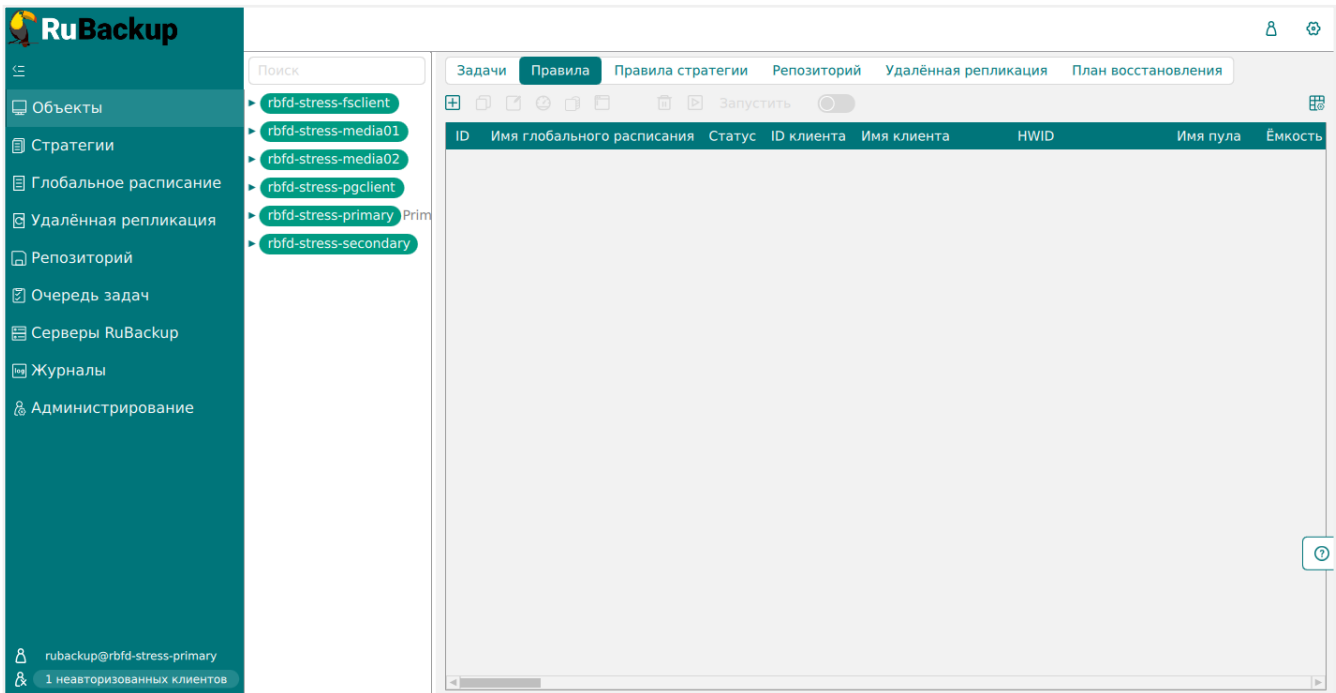 RuBackup
Объекты
Стратегии
Глобальное расписание
Удалённая репликация
Репозиторий
Очередь задач
Серверы RuBackup
log Журналы
Администрирование
rubackup@rbfd-stress-primary
1 неавторизованных клиентов
Поиск
rbfd-stress-fsclient
rbfd-stress-media01
rbfd-stress-media02
rbfd-stress-pgclient
rbfd-stress-primary Prim
rbfd-stress-secondary
Задачи Правила Правила стратегии Репозиторий Удалённая репликация План восстановления
Запустить
ID Имя глобального расписания Статус ID клиента Имя клиента HWID Имя пула Ёмкость